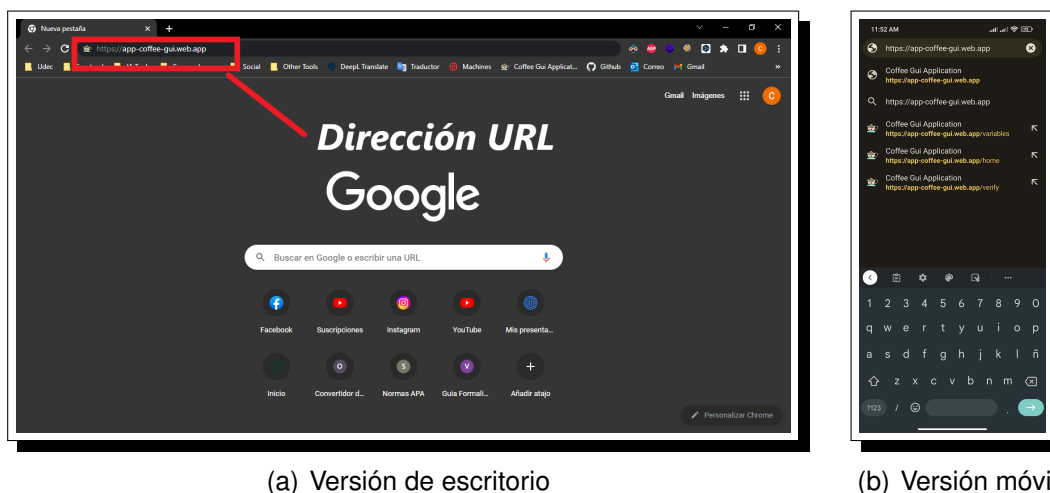 Nueva pestaña
https://app-coffee-gui.web.app
Udec
Social
Other Tools
DeepL Translate
Traductor
Machines
Coffee Gui Applicat...
Github
Correo
Gmail
»
Gmail Imágenes
C
Dirección URL
Google
Buscar en Google o escribir una URL
Facebook
Suscripciones
Instagram
YouTube
Mis presenta...
Inicio
Convertidor d...
Normas APA
Guia Formali...
Añadir atajo
Personalizar Chrome
(a) Versión de escritorio
11:52 AM
https://app-coffee-gui.web.app
Coffee Gui Application
https://app-coffee-gui.web.app
https://app-coffee-gui.web.app
Coffee Gui Application
https://app-coffee-gui.web.app/variables
Coffee Gui Application
https://app-coffee-gui.web.app/home
Coffee Gui Application
https://app-coffee-gui.web.app/verify
1 2 3 4 5 6 7 8 9 0
q w e r t y u i o p
a s d f g h j k l ñ
z x c v b n m
?123 / .
(b) Versión móvi